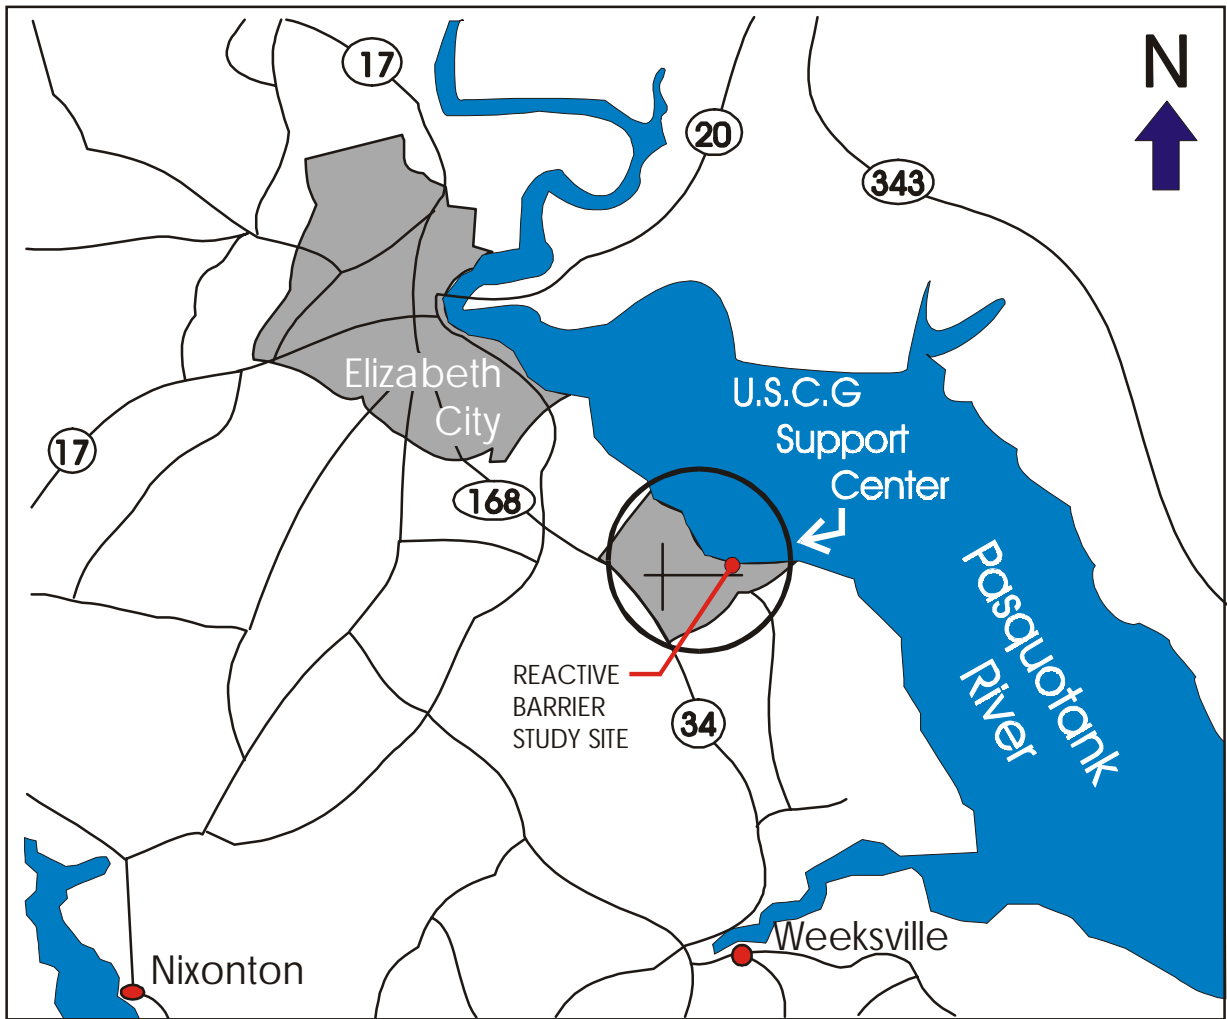 N
17
20
343
Elizabeth
City
U.S.C.G
Support
Center
17
168
Pasquotank
River
REACTIVE
BARRIER
STUDY SITE
34
Weeksville
Nixonton